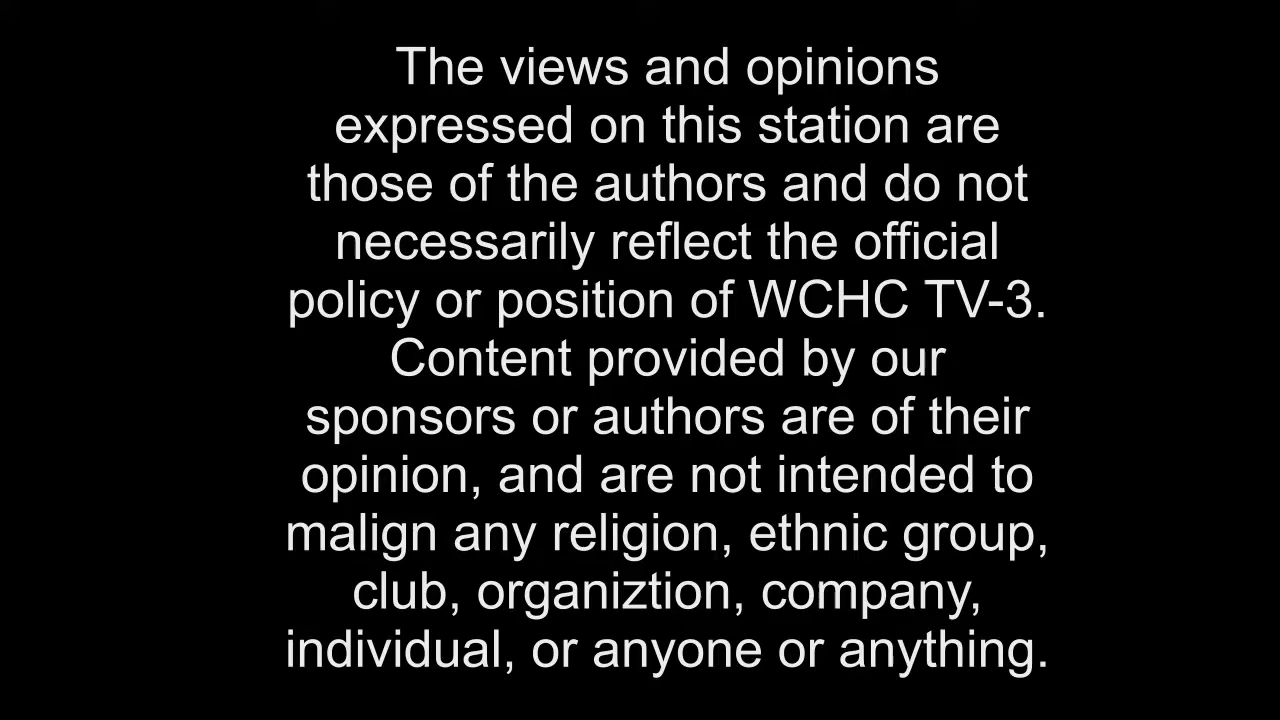 The views and opinions
expressed on this station are
those of the authors and do not
necessarily reflect the official
policy or position of WCHC TV-3.
Content provided by our
sponsors or authors are of their
opinion, and are not intended to
malign any religion, ethnic group,
club, organiztion, company,
individual, or anyone or anything.